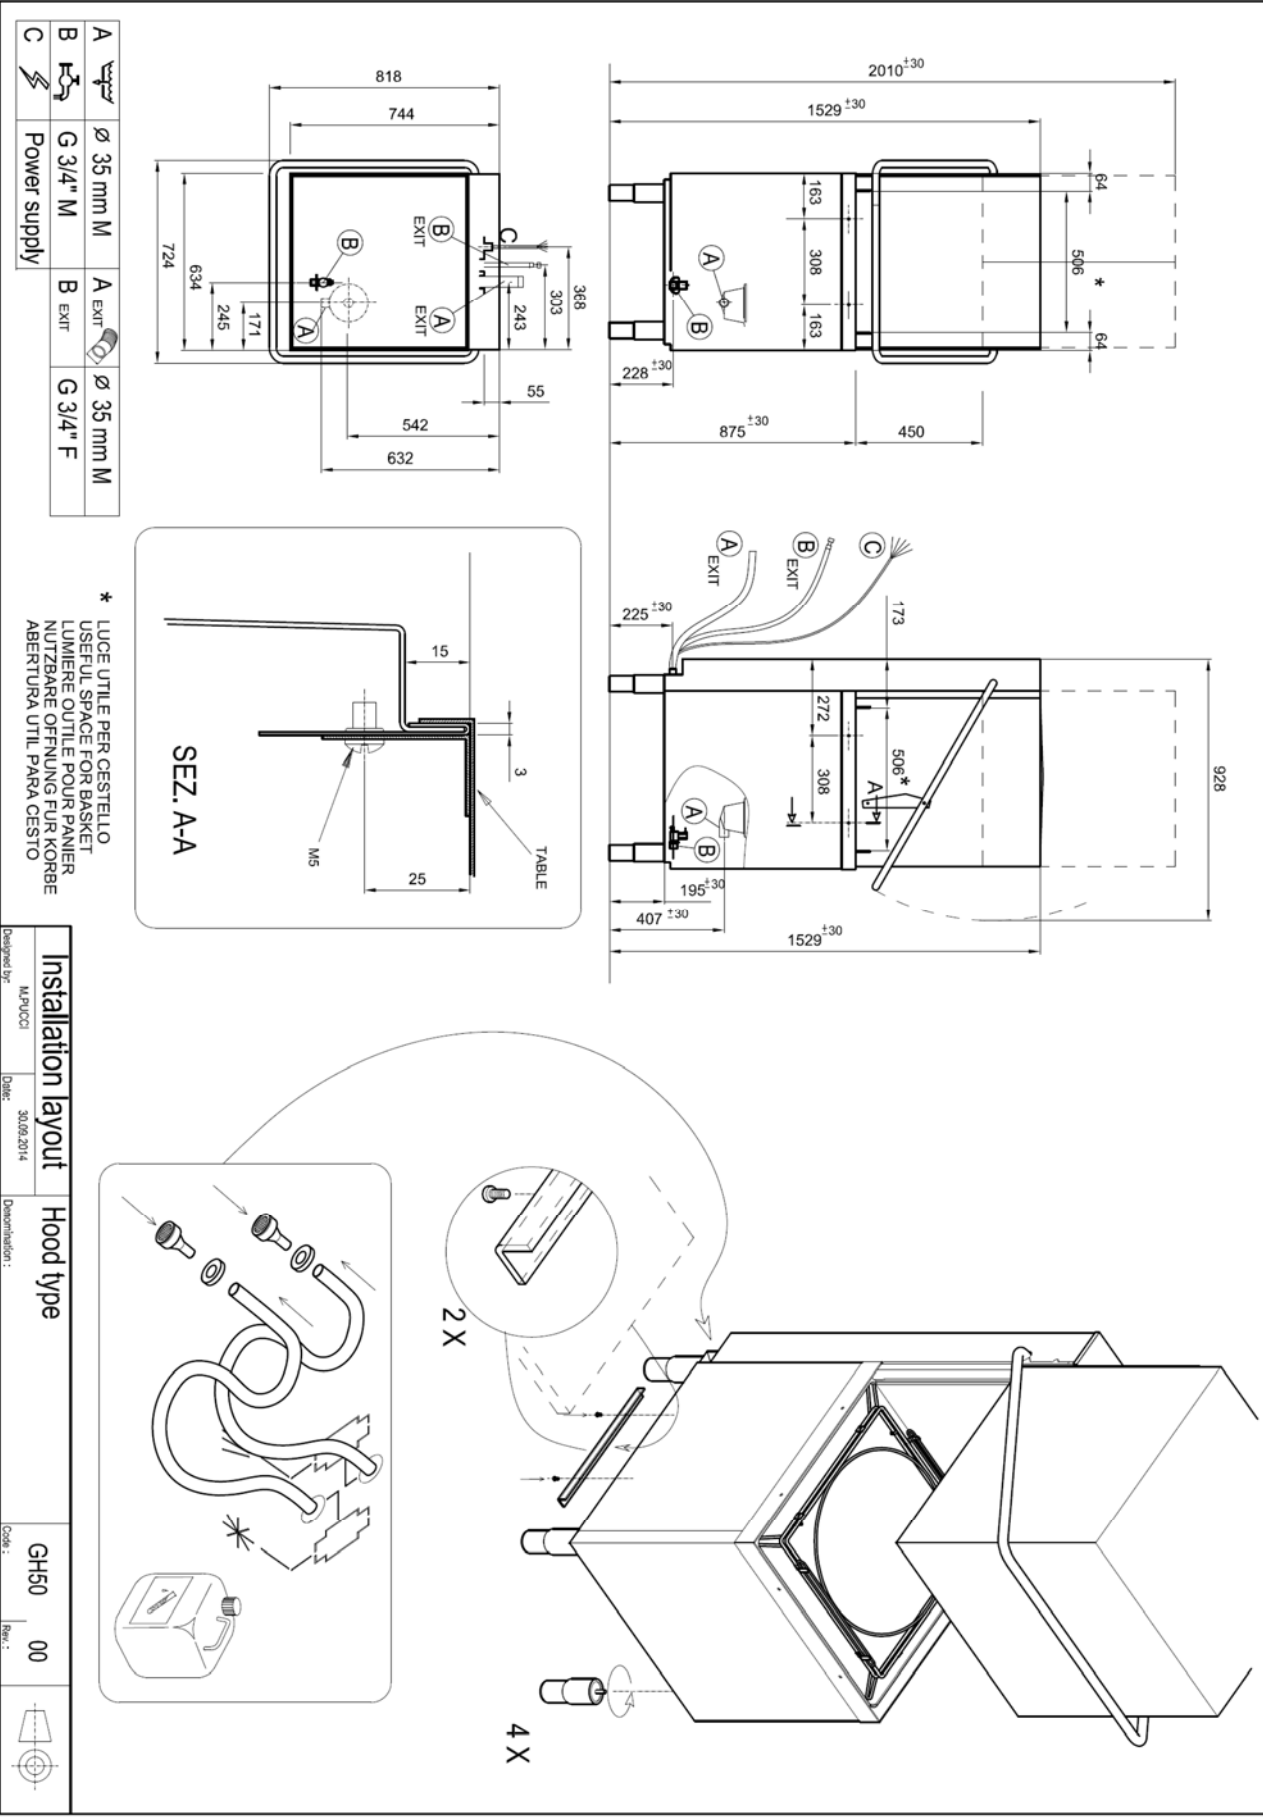 2010 ±30
1529 ±30
64
506
*
64
163
308
163
A
B
228 ±30
875 ±30
450
818
744
C
B
EXIT
A
EXIT
B
A
368
303
243
171
245
634
724
55
542
632
C
B
EXIT
A
EXIT
173
225 ±30
928
272
308
506*
A
A
B
195 ±30
407 ±30
1529 ±30
15
3
TABLE
M5
25
SEZ. A-A
2 X
4 X
A Ø 35 mm M A EXIT Ø 35 mm M
B G 3/4" M B EXIT G 3/4" F
C Power supply
* LUCE UTILE PER CESTELLO
USEFUL SPACE FOR BASKET
LUMIERE OUTILE POUR PANIER
NUTZBARE OFFNUNG FUR KORBE
ABERTURA UTIL PARA CESTO
Installation layout
Hood type
GH50
00
Designed by:
M.PUCCI
Date:
30.09.2014
Denomination :
Code :
Rev. :